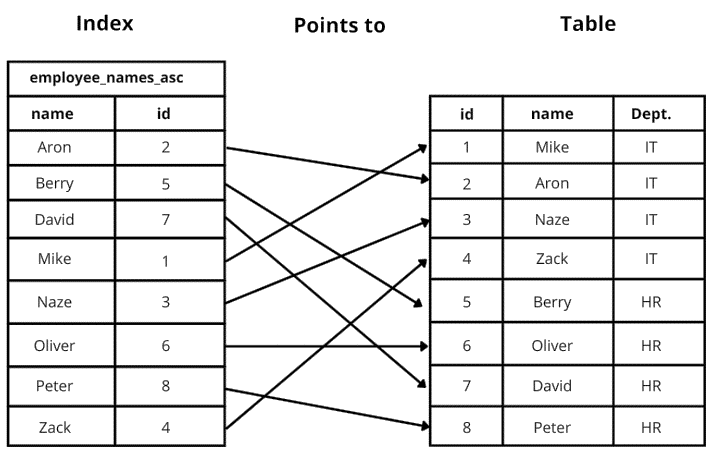 Index Points to Table
employee_names_asc
name id
Aron 2
Berry 5
David 7
Mike 1
Naze 3
Oliver 6
Peter 8
Zack 4
id name Dept.
1 Mike IT
2 Aron IT
3 Naze IT
4 Zack IT
5 Berry HR
6 Oliver HR
7 David HR
8 Peter HR